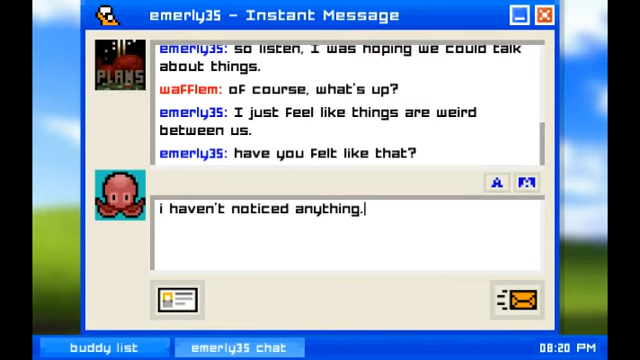 emerly35 - Instant Message
emerly35: so listen, I was hoping we could talk
about things.
wafflem: of course, what's up?
emerly35: I just feel like things are weird
between us.
emerly35: have you felt like that?
PLANS
A A
i haven't noticed anything.
buddy list
emerly35 chat
08:20 PM